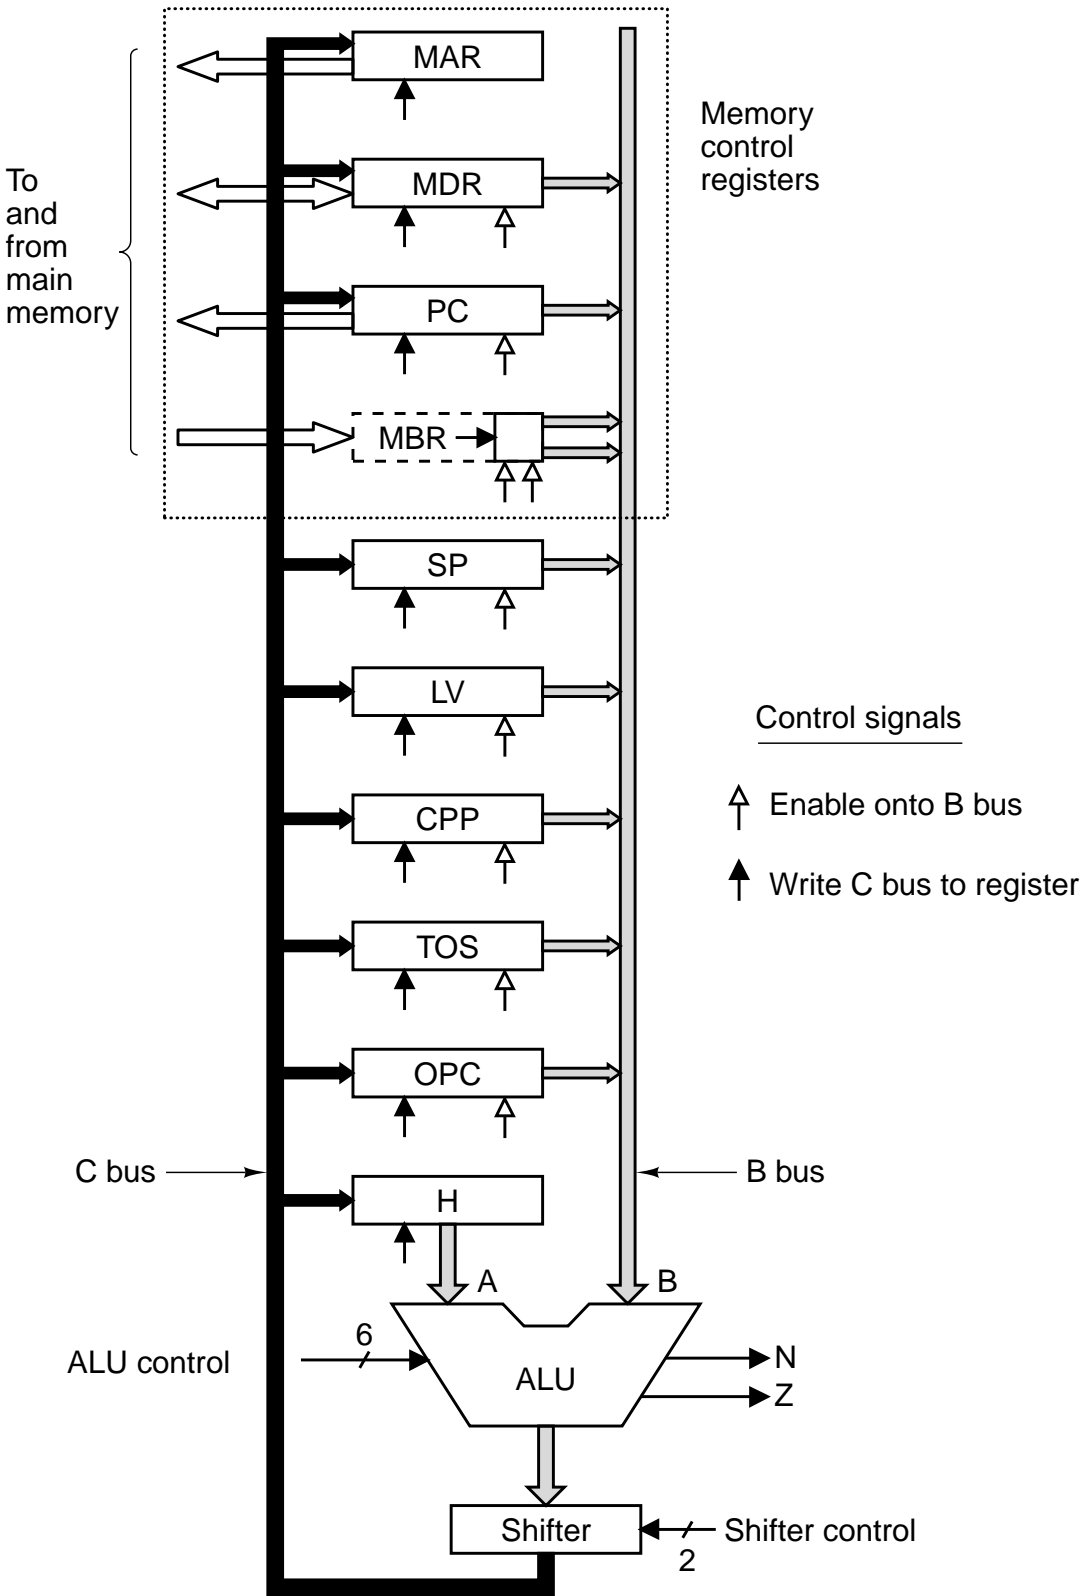 MAR
Memory
control
registers
To
and
from
main
memory
MDR
PC
MBR
SP
LV
Control signals
CPP
Enable onto B bus
Write C bus to register
TOS
OPC
C bus
B bus
H
A
B
6
ALU control
ALU
N
Z
Shifter
Shifter control
2